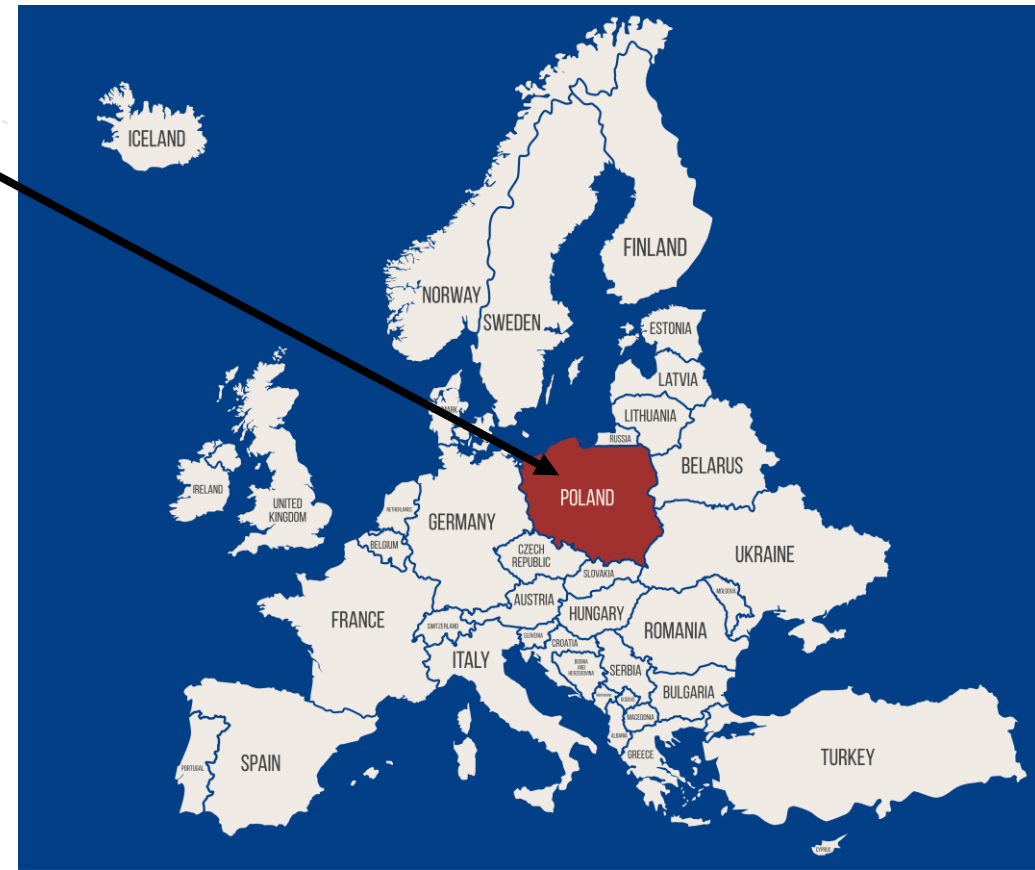 ICELAND
FINLAND
NORWAY
SWEDEN
ESTONIA
LATVIA
LITHUANIA
RUSSIA
BELARUS
IRELAND
UNITED
KINGDOM
NETHERLANDS
BELGIUM
GERMANY
POLAND
CZECH
REPUBLIC
SLOVAKIA
UKRAINE
MOLDOVA
FRANCE
SWITZERLAND
AUSTRIA
HUNGARY
ROMANIA
SLOVENIA
CROATIA
ITALY
BOSNIA
AND
HERZEGOVINA
SERBIA
BULGARIA
KOSOVO
MACEDONIA
ALBANIA
GREECE
PORTUGAL
SPAIN
TURKEY
CYPRUS